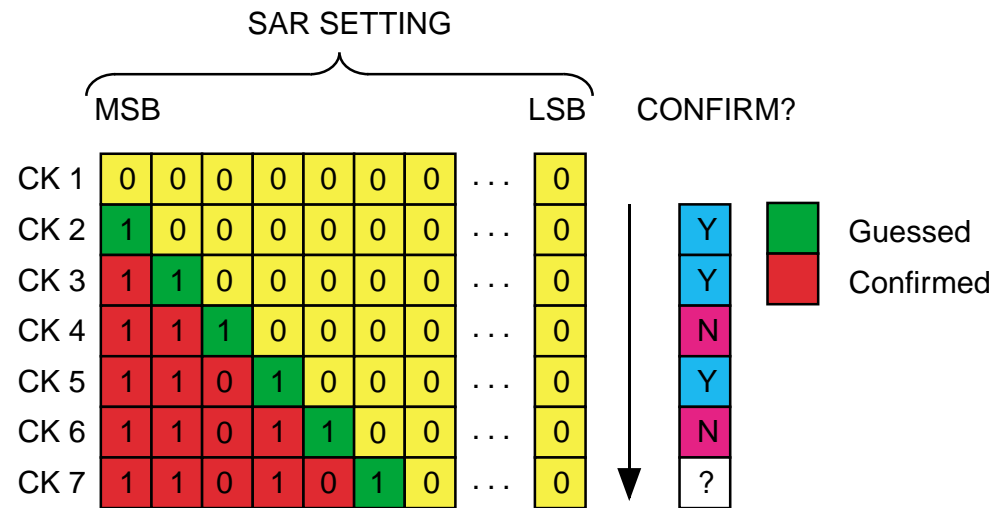 SAR SETTING
MSB LSB CONFIRM?
CK 1 0 0 0 0 0 0 0 ... 0
CK 2 1 0 0 0 0 0 0 ... 0 Y Guessed
CK 3 1 1 0 0 0 0 0 ... 0 Y Confirmed
CK 4 1 1 1 0 0 0 0 ... 0 N
CK 5 1 1 0 1 0 0 0 ... 0 Y
CK 6 1 1 0 1 1 0 0 ... 0 N
CK 7 1 1 0 1 0 1 0 ... 0 ?